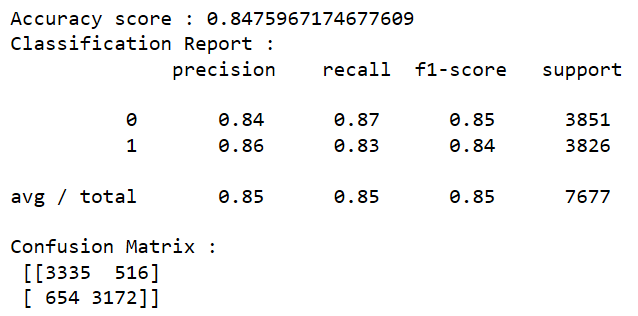 Accuracy score : 0.8475967174677609
Classification Report :
precision recall f1-score support
0 0.84 0.87 0.85 3851
1 0.86 0.83 0.84 3826
avg / total 0.85 0.85 0.85 7677
Confusion Matrix :
[[3335 516]
[ 654 3172]]